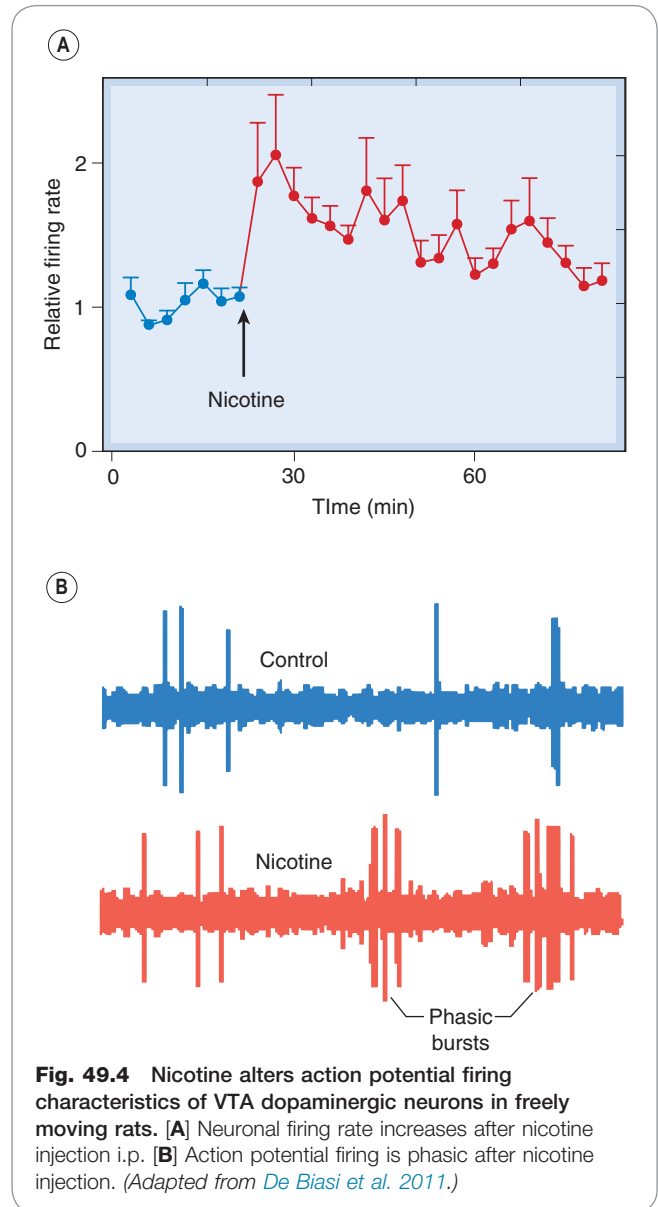 A
2
1
0
Relative firing rate
Nicotine
0 30 60
TIme (min)
B
Control
Nicotine
Phasic
bursts
Fig. 49.4 Nicotine alters action potential firing
characteristics of VTA dopaminergic neurons in freely
moving rats. [A] Neuronal firing rate increases after nicotine
injection i.p. [B] Action potential firing is phasic after nicotine
injection. (Adapted from De Biasi et al. 2011.)